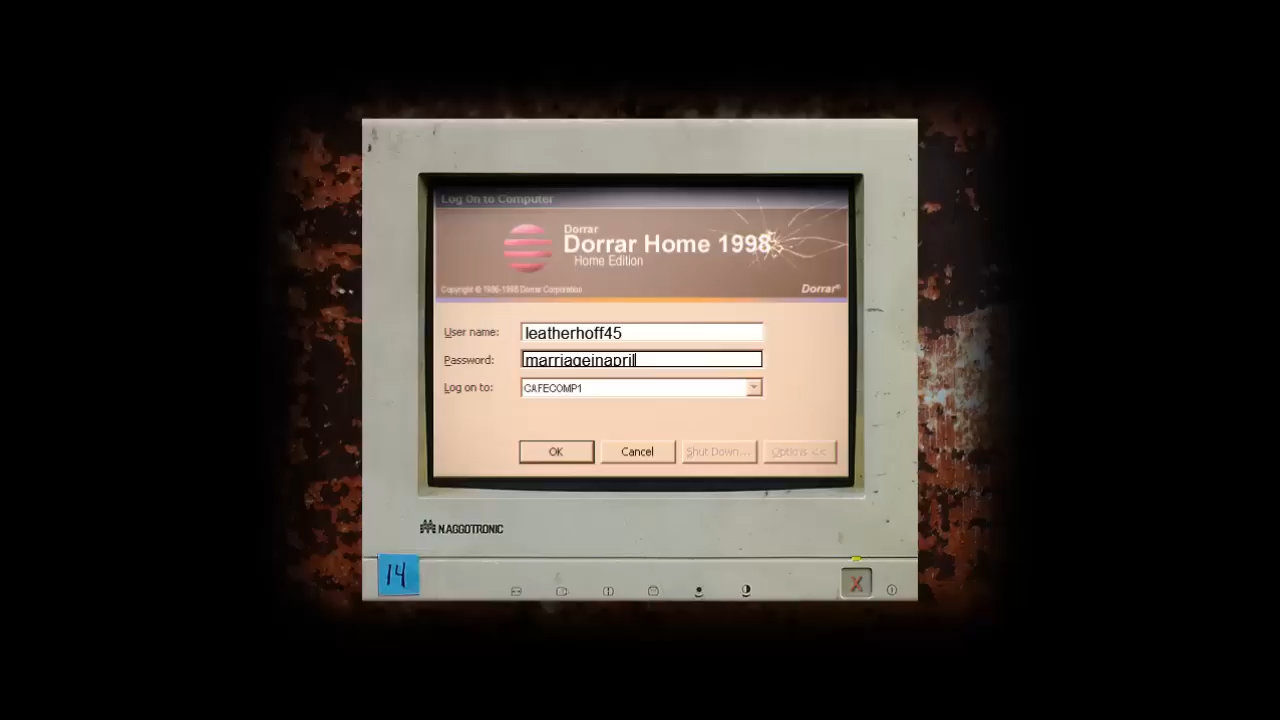 Log On to Computer
Dorrar
Dorrar Home 1998
Home Edition
Copyright © 1986-1998 Dorrar Corporation
Dorrar®
User name: leatherhoff45
Password: marriageinapril
Log on to: CAFECOMP1
OK Cancel Shut Down... Options <<
NAGGOTRONIC
14
X